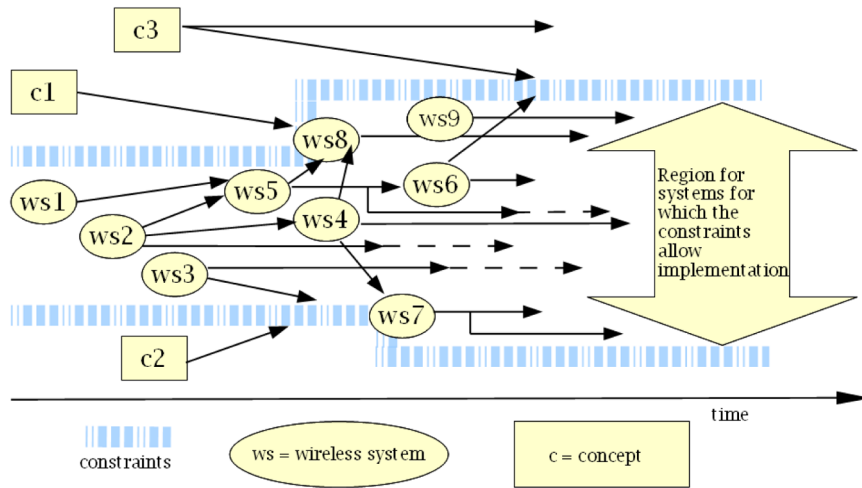 c3
c1
ws8
ws9
ws1
ws5
ws6
ws2
ws4
ws3
ws7
c2
Region for
systems for
which the
constraints
allow
implementation
time
constraints
ws = wireless system
c = concept